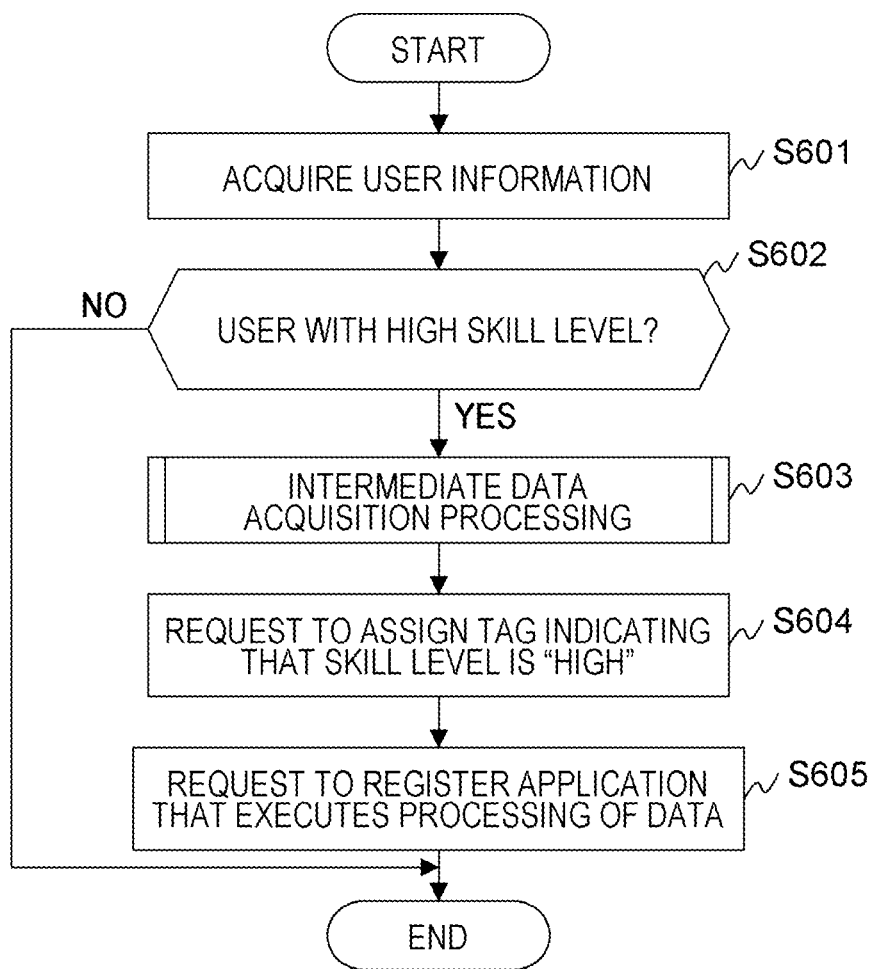 START
ACQUIRE USER INFORMATION
S601
S602
NO
USER WITH HIGH SKILL LEVEL?
YES
INTERMEDIATE DATA
ACQUISITION PROCESSING
S603
REQUEST TO ASSIGN TAG INDICATING
THAT SKILL LEVEL IS “HIGH”
S604
REQUEST TO REGISTER APPLICATION
THAT EXECUTES PROCESSING OF DATA
S605
END